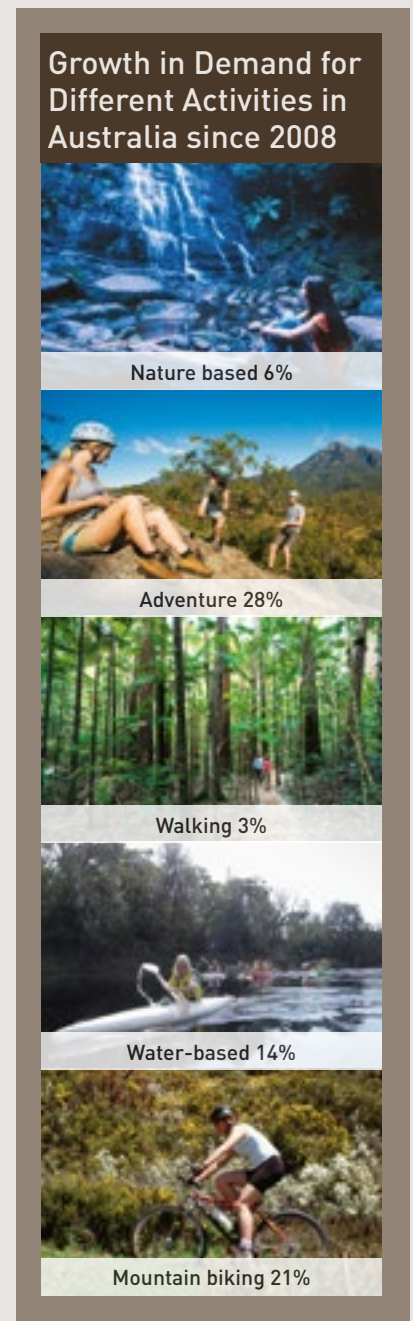 Growth in Demand for
Different Activities in
Australia since 2008
Nature based 6%
Adventure 28%
Walking 3%
Water-based 14%
Mountain biking 21%